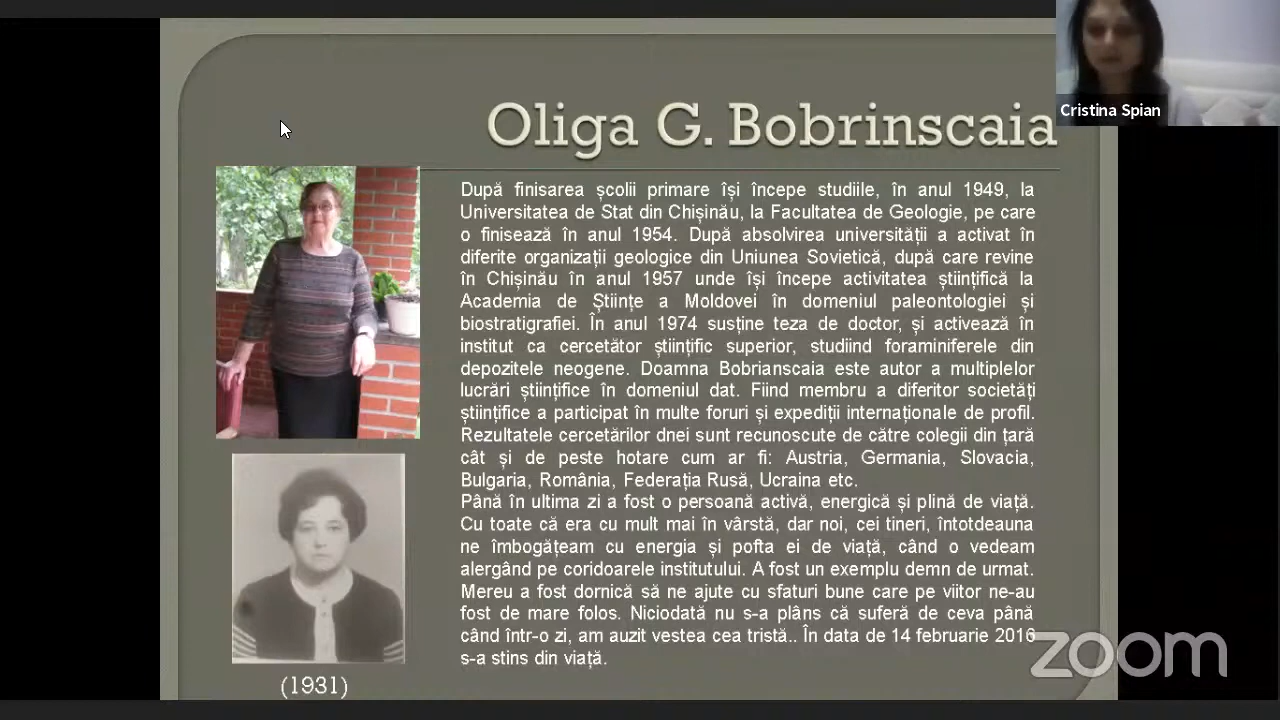 Cristina Spian
Oliga G. Bobrinscaia
După finisarea școlii primare își începe studiile, în anul 1949, la
Universitatea de Stat din Chișinău, la Facultatea de Geologie, pe care
o finisează în anul 1954. După absolvirea universității a activat în
diferite organizații geologice din Uniunea Sovietică, după care revine
în Chișinău în anul 1957 unde își începe activitatea științifică la
Academia de Științe a Moldovei în domeniul paleontologiei și
biostratigrafiei. În anul 1974 susține teza de doctor, și activează în
institut ca cercetător științific superior, studiind foraminiferele din
depozitele neogene. Doamna Bobrianscaia este autor a multiplelor
lucrări științifice în domeniul dat. Fiind membru a diferitor societăți
științifice a participat în multe foruri și expediții internaționale de profil.
Rezultatele cercetărilor dnei sunt recunoscute de către colegii din țară
cât și de peste hotare cum ar fi: Austria, Germania, Slovacia,
Bulgaria, România, Federația Rusă, Ucraina etc.
Până în ultima zi a fost o persoană activă, energică și plină de viață.
Cu toate că era cu mult mai în vârstă, dar noi, cei tineri, întotdeauna
ne îmbogățeam cu energia și pofta ei de viață, când o vedeam
alergând pe coridoarele institutului. A fost un exemplu demn de urmat.
Mereu a fost dornică să ne ajute cu sfaturi bune care pe viitor ne-au
fost de mare folos. Niciodată nu s-a plâns că suferă de ceva până
când într-o zi, am auzit vestea cea tristă.. În data de 14 februarie 2016
s-a stins din viață.
(1931)
zoom